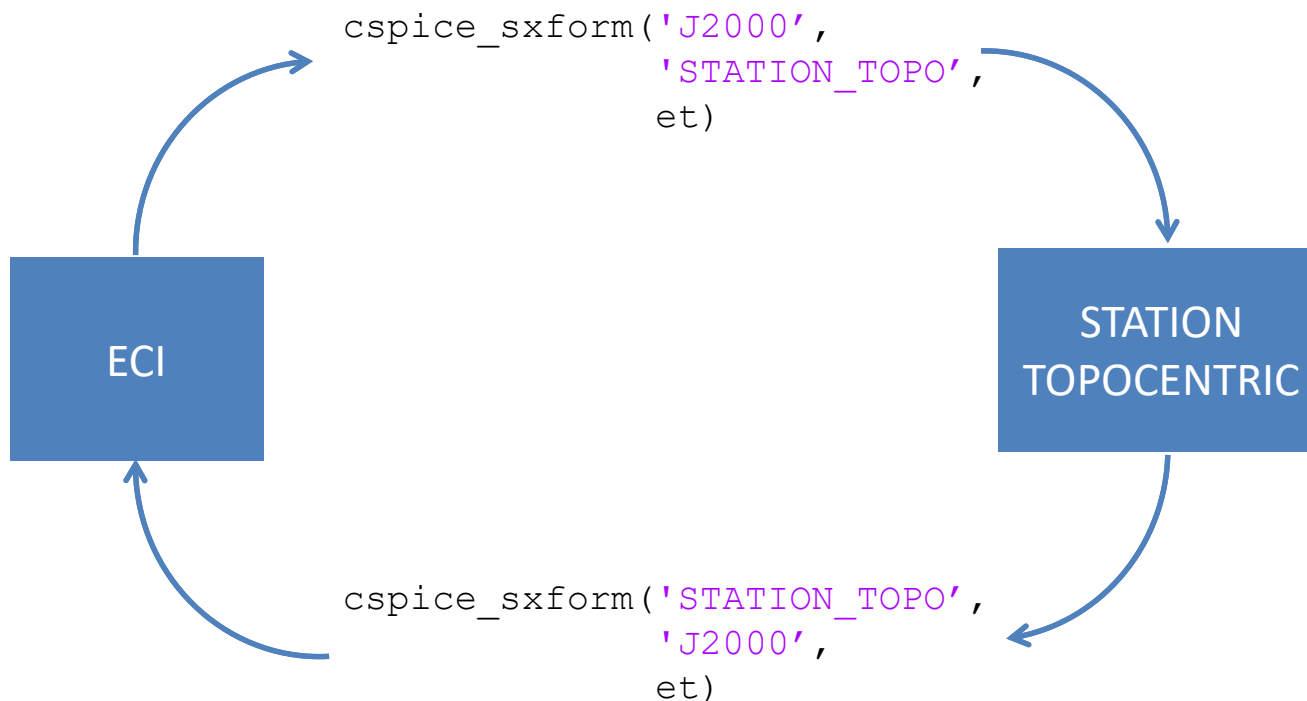 cspice_sxform('J2000’,
'STATION_TOPO’,
et)
ECI
STATION
TOPOCENTRIC
cspice_sxform('STATION_TOPO’,
'J2000’,
et)